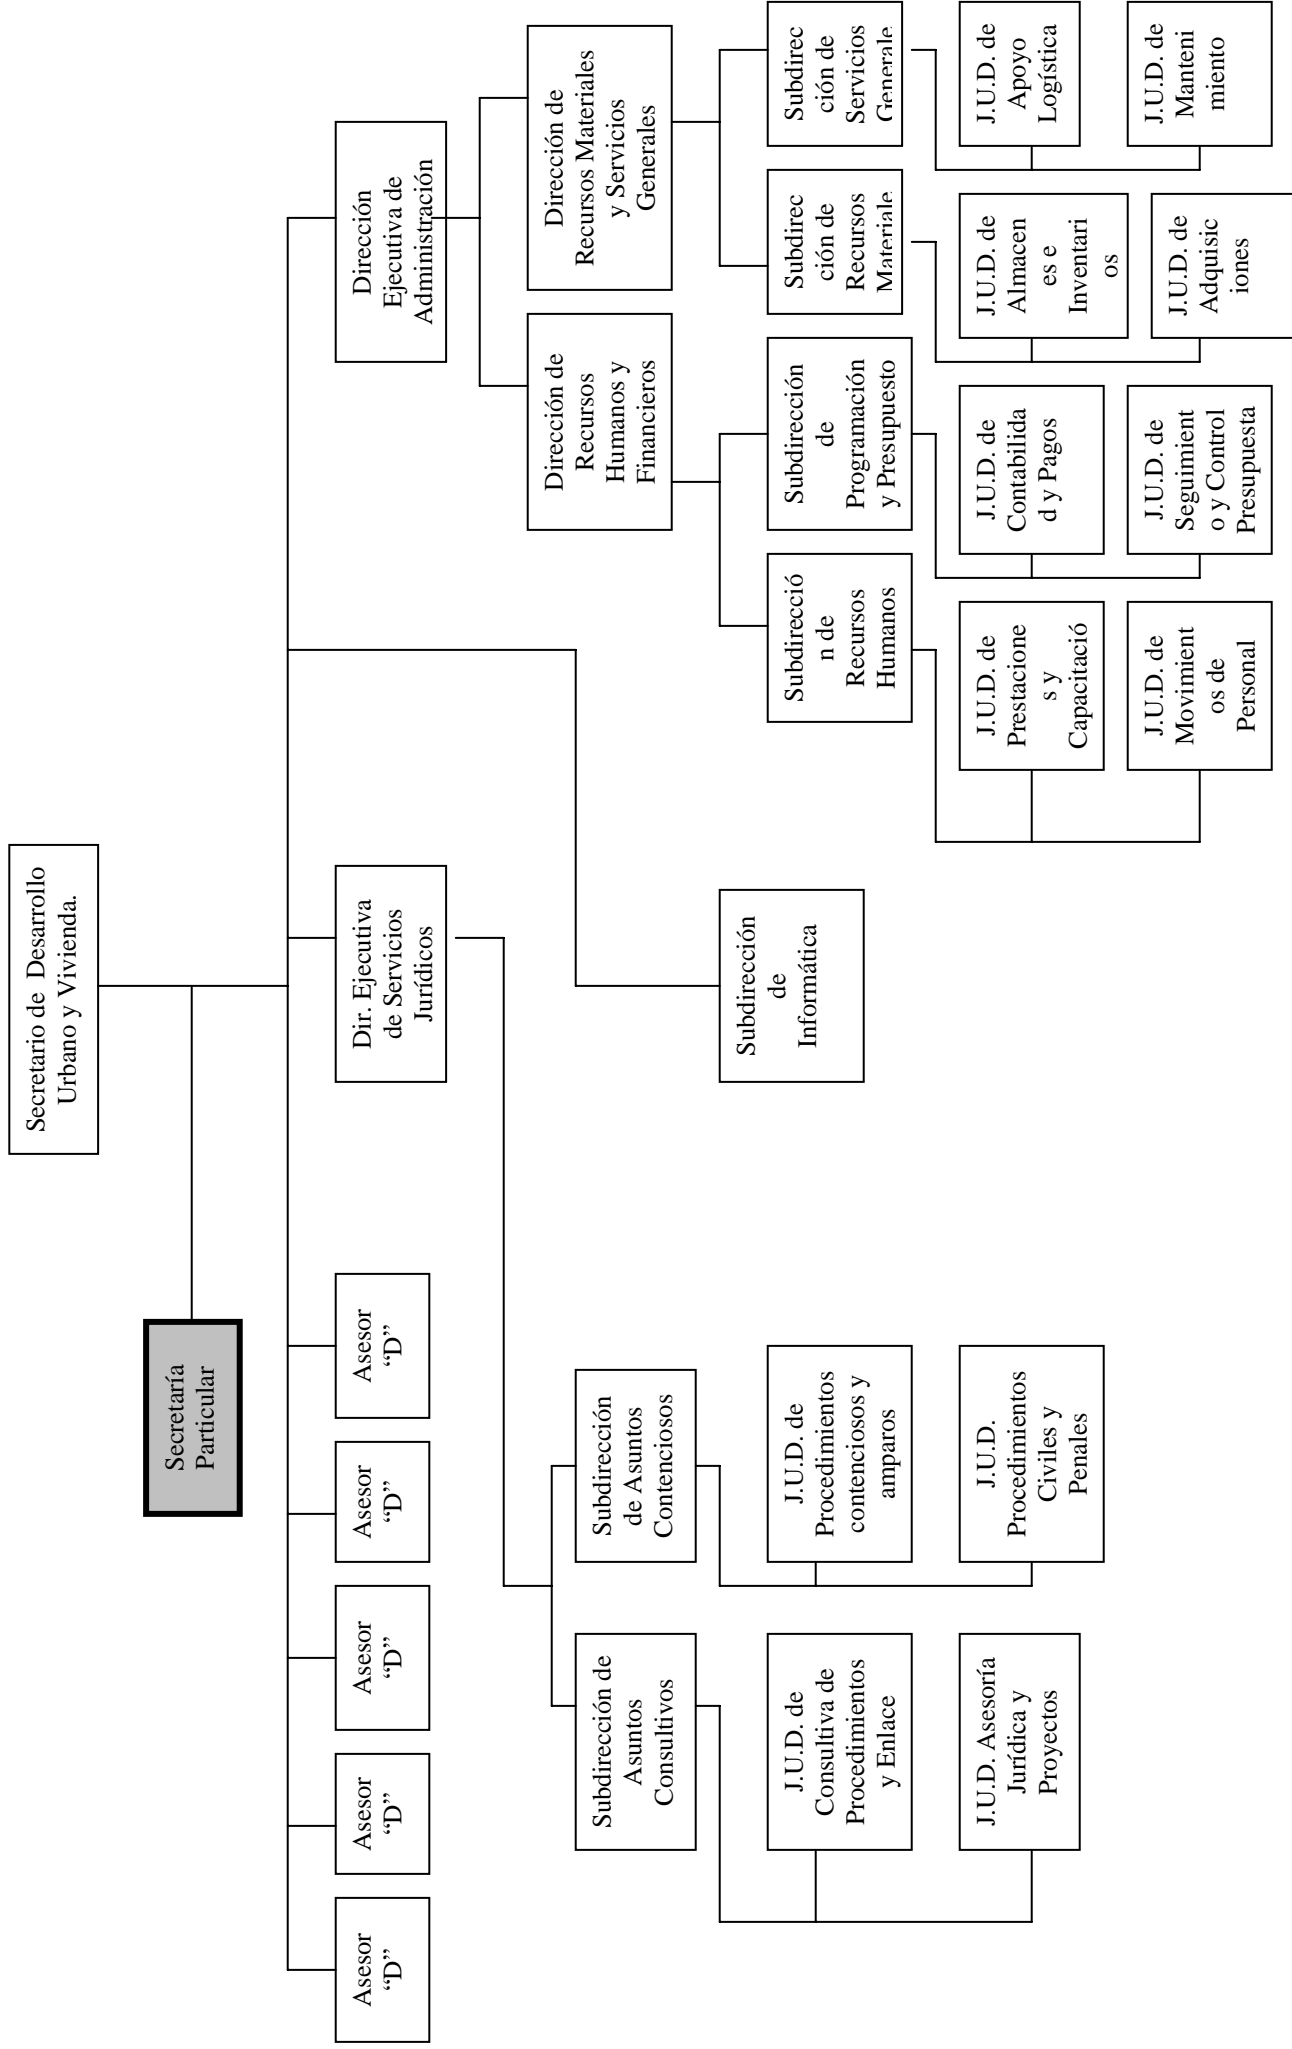 Secretario de Desarrollo
Urbano y Vivienda.
Secretaría
Particular
Asesor
“D”
Asesor
“D”
Asesor
“D”
Asesor
“D”
Asesor
“D”
Dir. Ejecutiva
de Servicios
Jurídicos
Dirección
Ejecutiva de
Administración
Subdirección de
Asuntos
Consultivos
Subdirección
de Asuntos
Contenciosos
J.U.D. de
Consultiva de
Procedimientos
y Enlace
J.U.D. de
Procedimientos
contenciosos y
amparos
J.U.D. Asesoría
Jurídica y
Proyectos
J.U.D.
Procedimientos
Civiles y
Penales
Subdirección
de
Informática
Dirección de
Recursos
Humanos y
Financieros
Dirección de
Recursos Materiales
y Servicios
Generales
Subdirecció
n de
Recursos
Humanos
Subdirección
de
Programación
y Presupuesto
Subdirec
ción de
Recursos
Materiale
Subdirec
ción de
Servicios
Generale
J.U.D. de
Prestacione
s y
Capacitació
J.U.D. de
Contabilida
d y Pagos
J.U.D. de
Almacen
es e
Inventari
os
J.U.D. de
Apoyo
Logística
J.U.D. de
Movimient
os de
Personal
J.U.D. de
Seguimient
o y Control
Presupuesta
J.U.D. de
Adquisic
iones
J.U.D. de
Manteni
miento